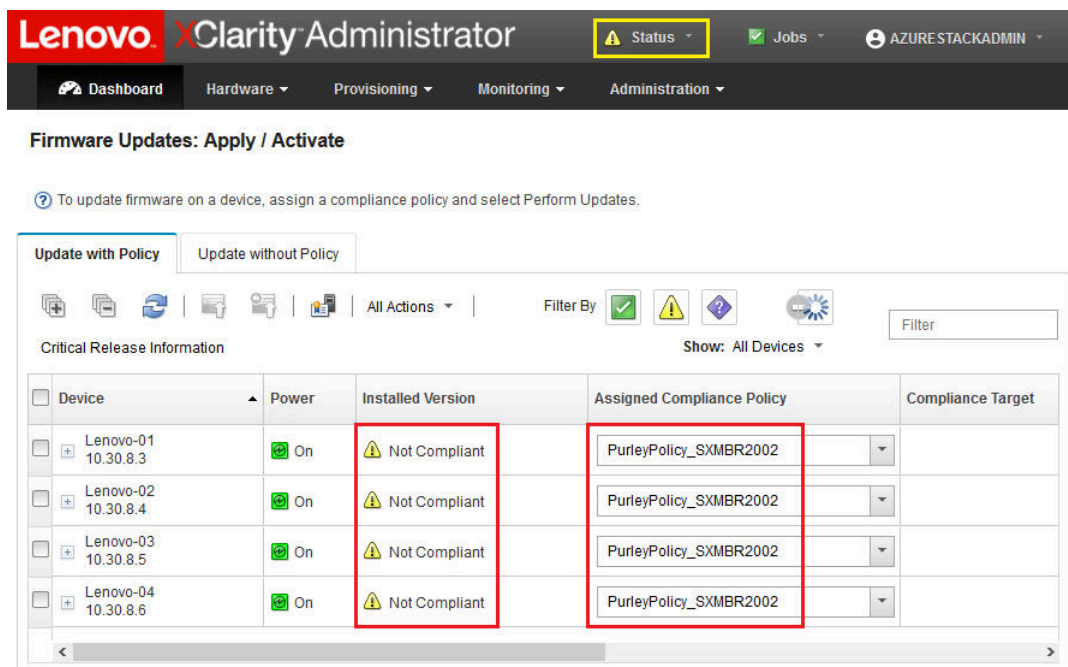 Lenovo. XClarity Administrator Status Jobs AZURESTACKADMIN
Dashboard Hardware Provisioning Monitoring Administration
Firmware Updates: Apply / Activate
? To update firmware on a device, assign a compliance policy and select Perform Updates.
Update with Policy Update without Policy
All Actions Filter By ? Filter
Critical Release Information Show: All Devices
Device Power Installed Version Assigned Compliance Policy Compliance Target
Lenovo-01
10.30.8.3 On Not Compliant PurleyPolicy_SXMBR2002
Lenovo-02
10.30.8.4 On Not Compliant PurleyPolicy_SXMBR2002
Lenovo-03
10.30.8.5 On Not Compliant PurleyPolicy_SXMBR2002
Lenovo-04
10.30.8.6 On Not Compliant PurleyPolicy_SXMBR2002